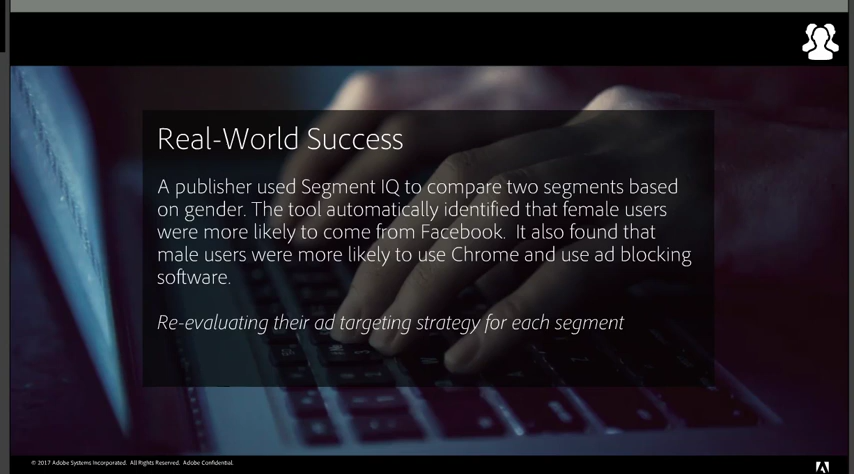 Real-World Success
A publisher used Segment IQ to compare two segments based
on gender. The tool automatically identified that female users
were more likely to come from Facebook.  It also found that
male users were more likely to use Chrome and use ad blocking
software.
Re-evaluating their ad targeting strategy for each segment
© 2017 Adobe Systems Incorporated.  All Rights Reserved.  Adobe Confidential.